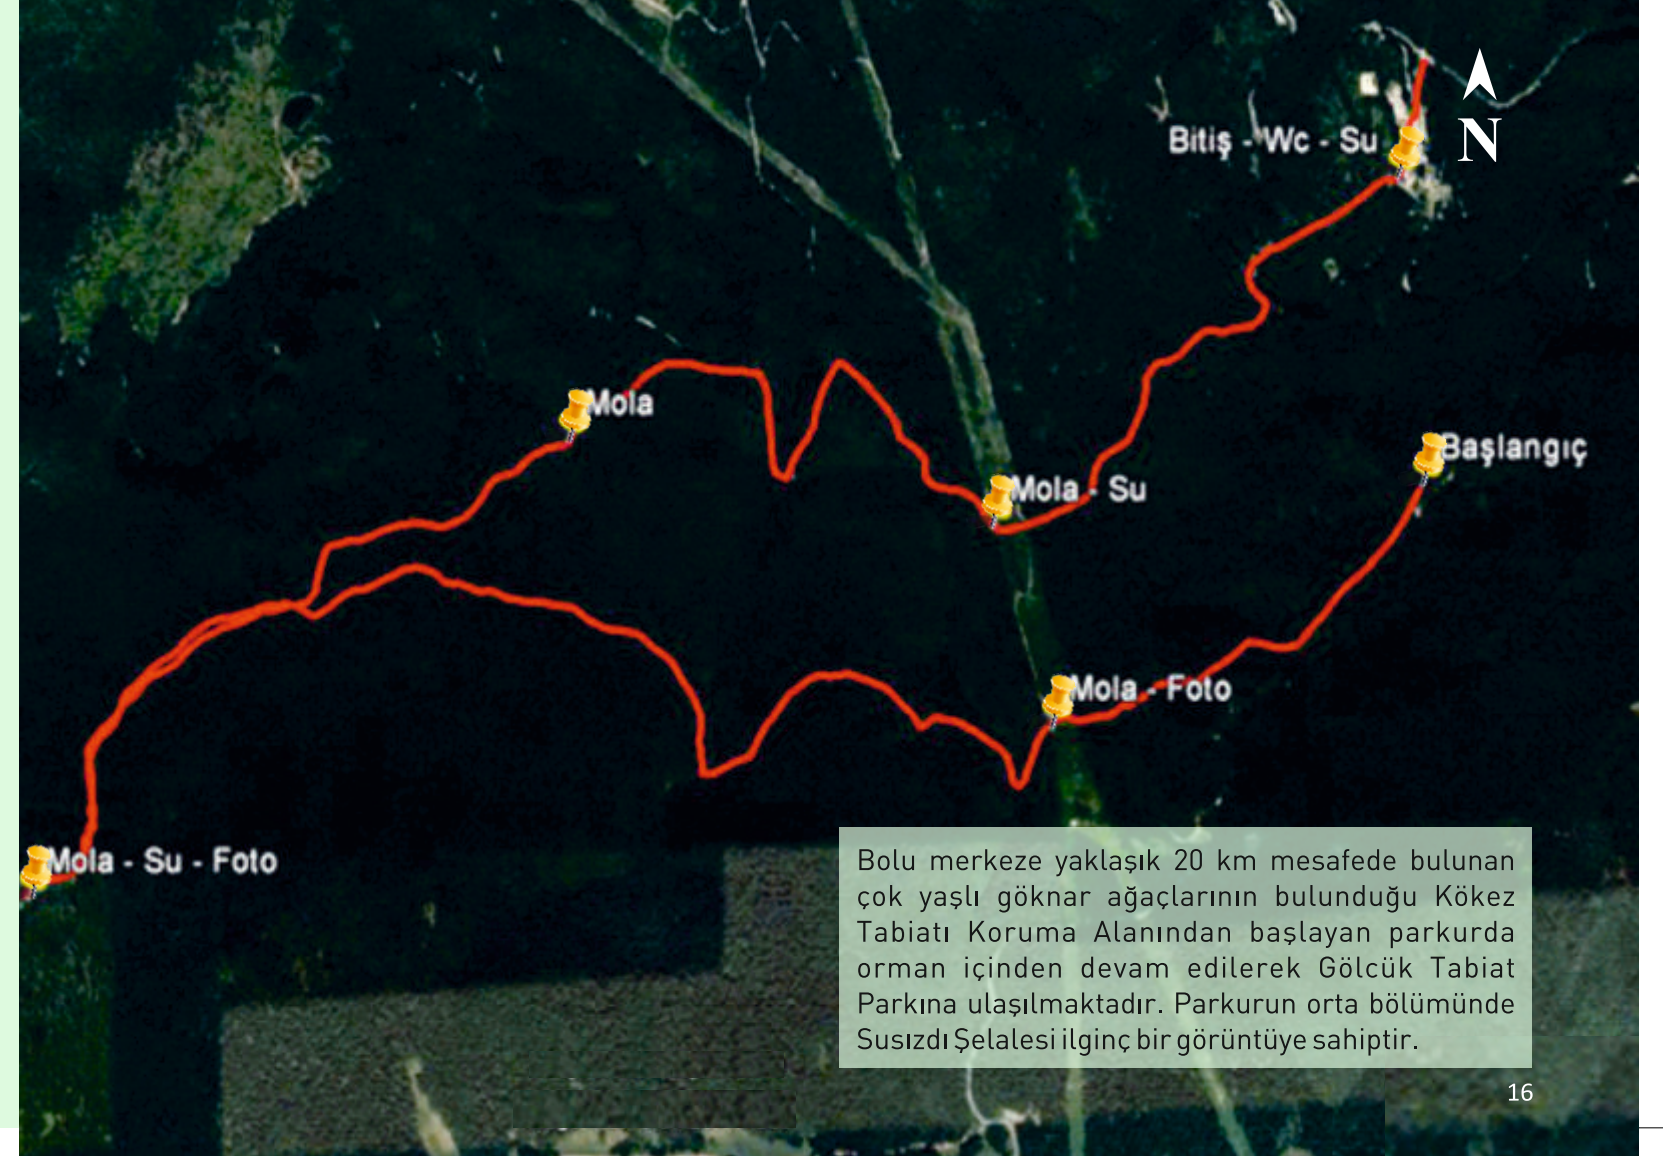 Bitiş - Wc - Su
N
Mola
Başlangıç
Mola - Su
Mola - Foto
Mola - Su - Foto
Bolu merkeze yaklaşık 20 km mesafede bulunan
çok yaşlı göknar ağaçlarının bulunduğu Kökez
Tabiatı Koruma Alanından başlayan parkurda
orman içinden devam edilerek Gölcük Tabiat
Parkına ulaşılmaktadır. Parkurun orta bölümünde
Susızdı Şelalesi ilginç bir görüntüye sahiptir.
16